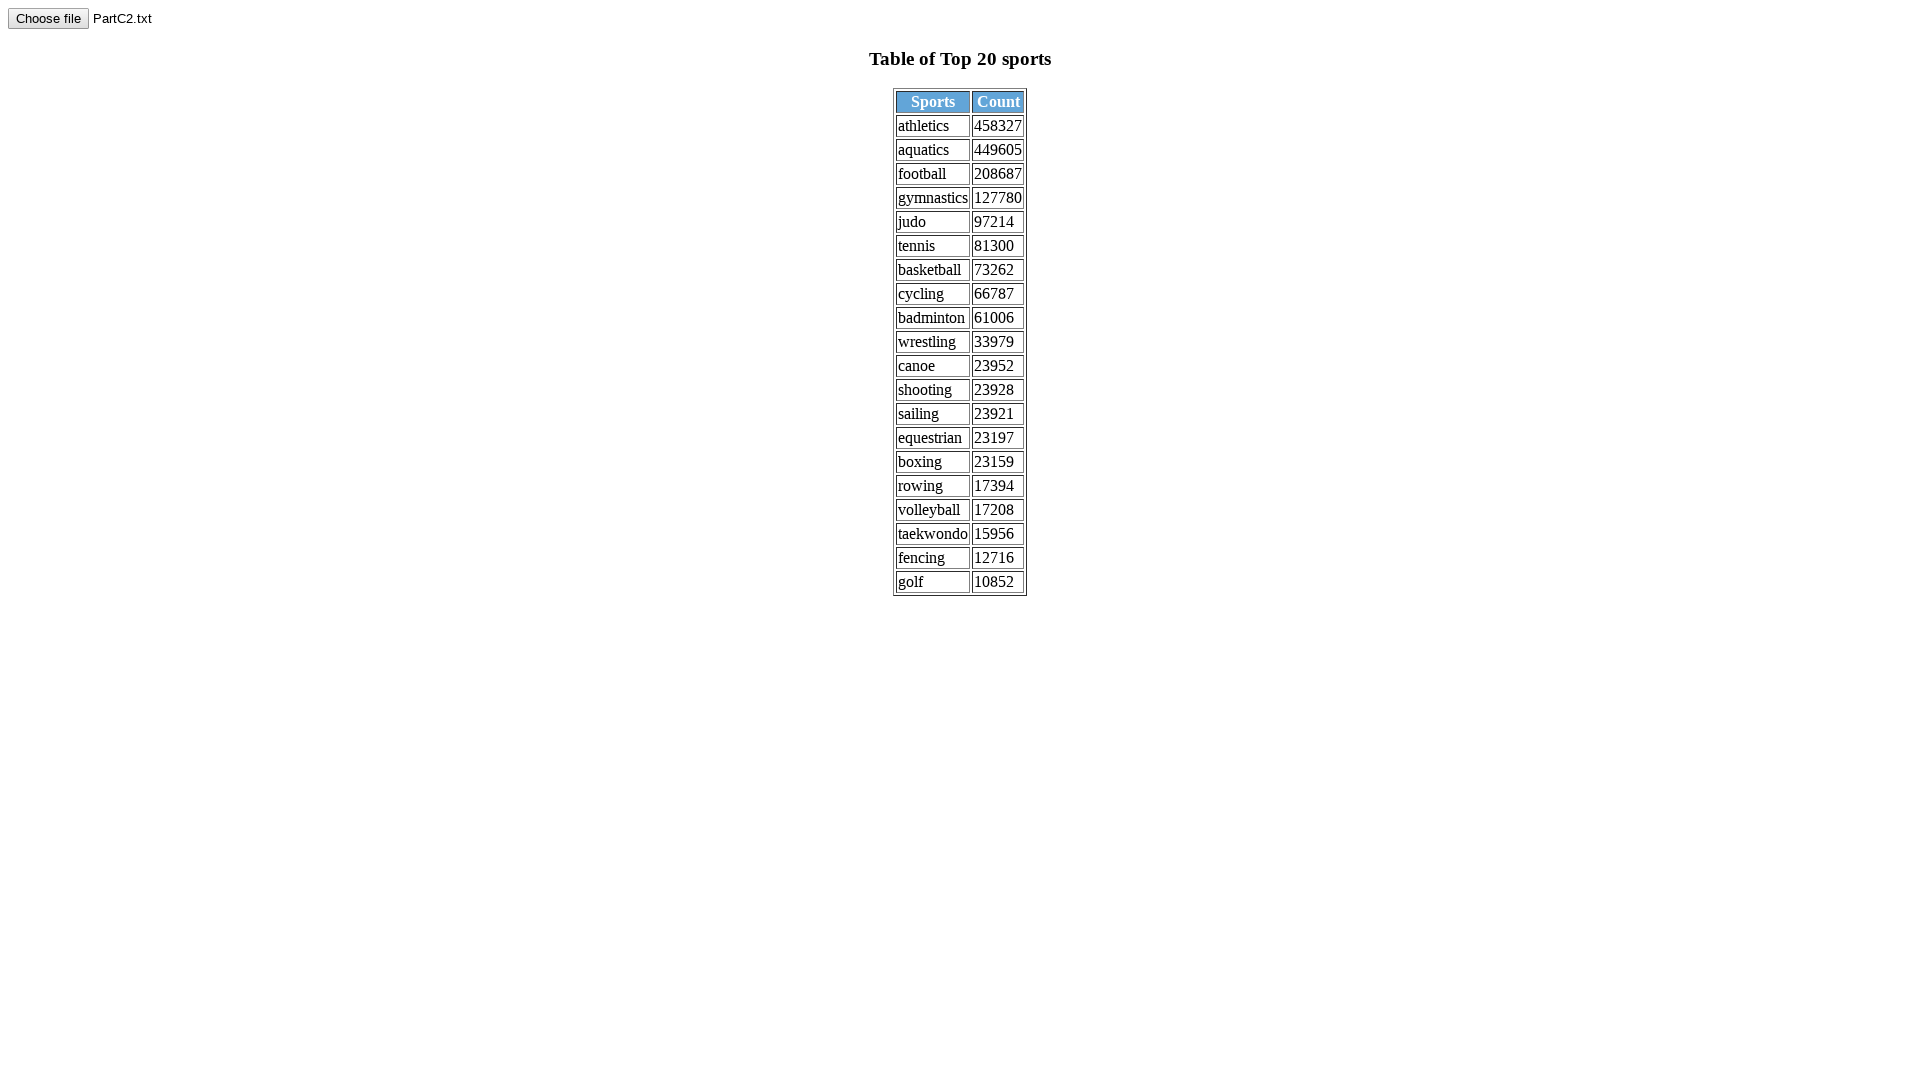 Choose file PartC2.txt
Table of Top 20 sports
Sports Count
athletics 458327
aquatics 449605
football 208687
gymnastics 127780
judo 97214
tennis 81300
basketball 73262
cycling 66787
badminton 61006
wrestling 33979
canoe 23952
shooting 23928
sailing 23921
equestrian 23197
boxing 23159
rowing 17394
volleyball 17208
taekwondo 15956
fencing 12716
golf 10852